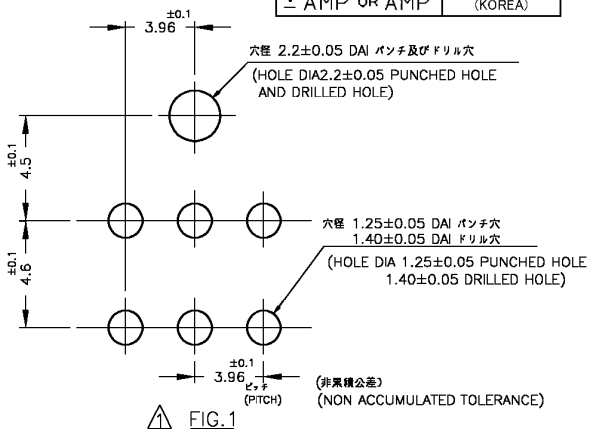 AMP OR AMP
(KOREA)
±0.1
3.96
穴径 2.2±0.05 DAI パンチ及びドリル穴
(HOLE DIA2.2±0.05 PUNCHED HOLE
AND DRILLED HOLE)
±0.1
4.5
穴径 1.25±0.05 DAI パンチ穴
1.40±0.05 DAI ドリル穴
(HOLE DIA 1.25±0.05 PUNCHED HOLE
1.40±0.05 DRILLED HOLE)
±0.1
4.6
±0.1
3.96
ピッチ
(PITCH)
(非累積公差)
(NON ACCUMULATED TOLERANCE)
1 FIG.1